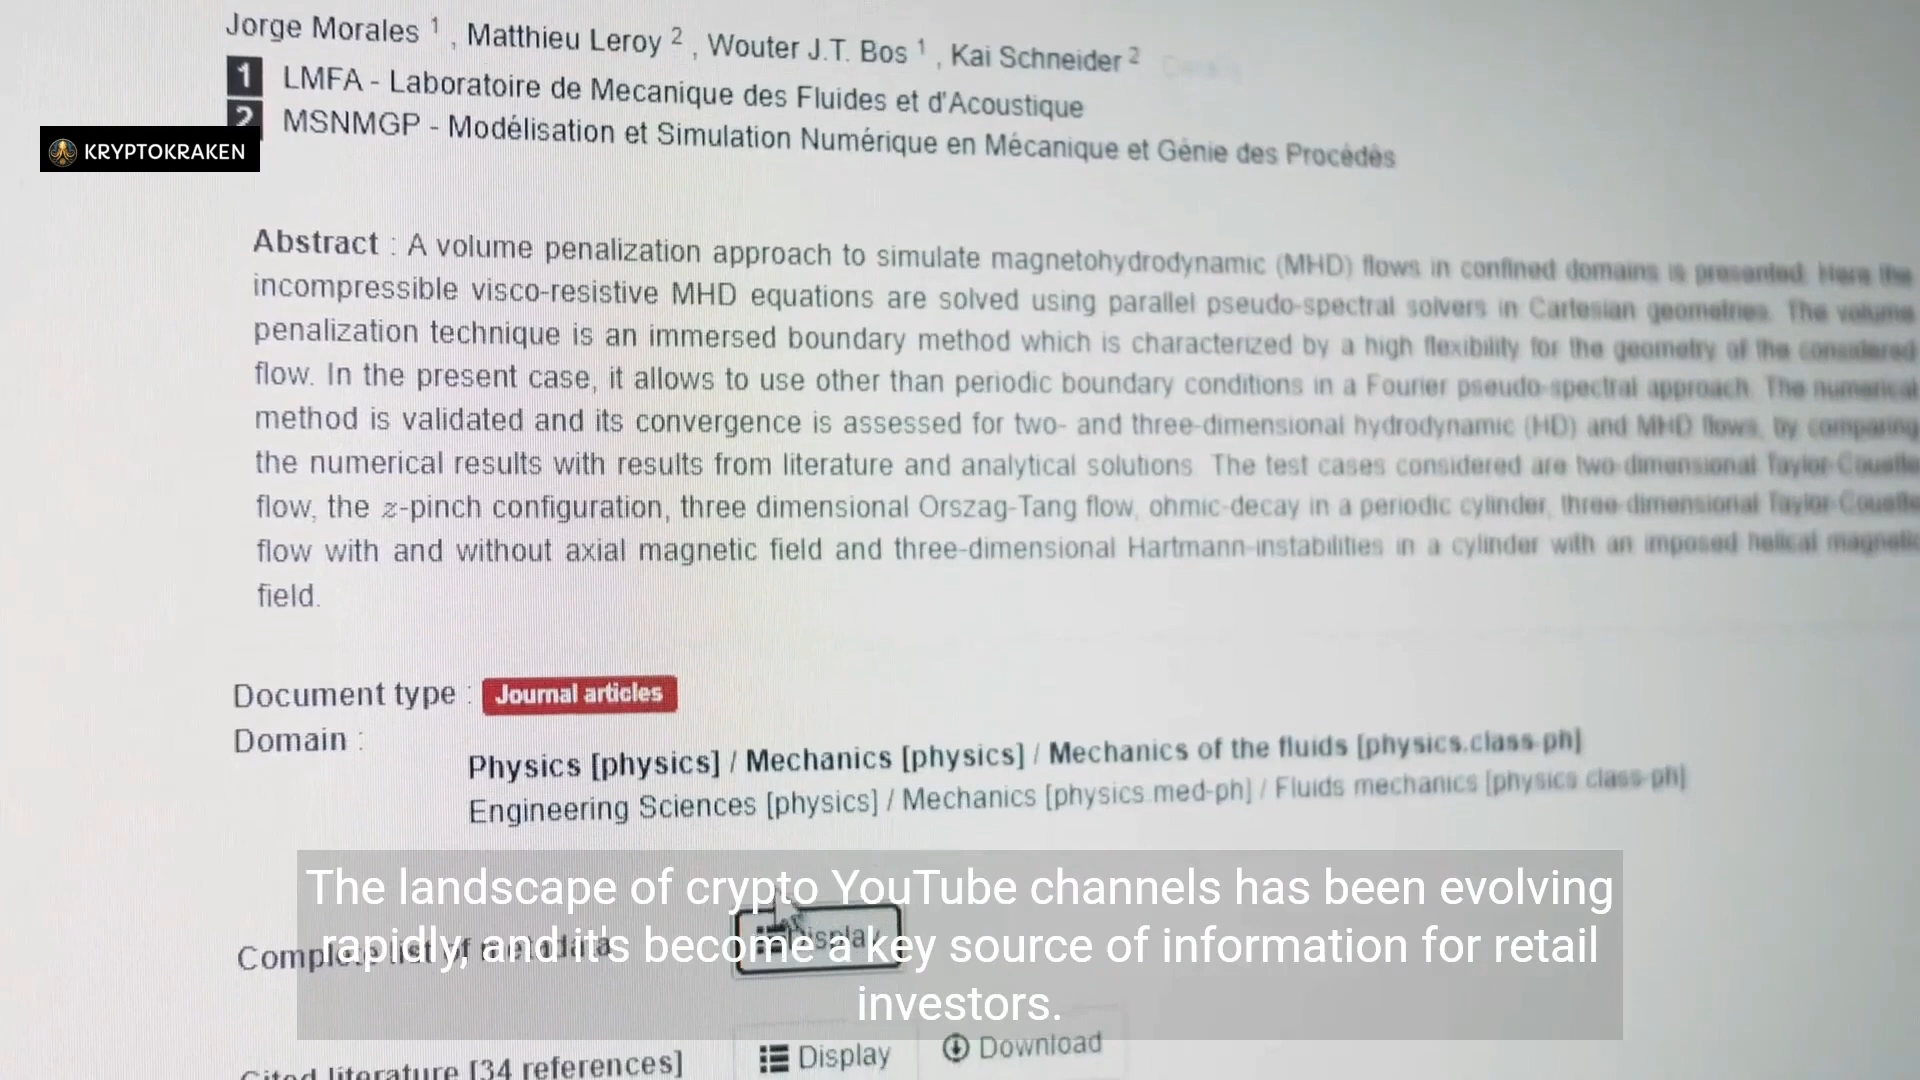 Jorge Morales 1 , Matthieu Leroy 2 , Wouter J.T. Bos 1 , Kai Schneider 2
1 LMFA - Laboratoire de Mecanique des Fluides et d'Acoustique
2 MSNMGP - Modélisation et Simulation Numérique en Mécanique et Génie des Procédés
KRYPTOKRAKEN
Abstract : A volume penalization approach to simulate magnetohydrodynamic (MHD) flows in confined domains is presented. Here the
incompressible visco-resistive MHD equations are solved using parallel pseudo-spectral solvers in Cartesian geometries. The volume
penalization technique is an immersed boundary method which is characterized by a high flexibility for the geometry of the considered
flow. In the present case, it allows to use other than periodic boundary conditions in a Fourier pseudo-spectral approach. The numerical
method is validated and its convergence is assessed for two- and three-dimensional hydrodynamic (HD) and MHD flows, by comparing
the numerical results with results from literature and analytical solutions. The test cases considered are two-dimensional Taylor-Couette
flow, the z-pinch configuration, three dimensional Orszag-Tang flow, ohmic-decay in a periodic cylinder, three-dimensional Taylor-Couette
flow with and without axial magnetic field and three-dimensional Hartmann-instabilities in a cylinder with an imposed helical magnetic
field.
Document type : Journal articles
Domain :
Physics [physics] / Mechanics [physics] / Mechanics of the fluids [physics.class-ph]
Engineering Sciences [physics] / Mechanics [physics.med-ph] / Fluids mechanics [physics.class-ph]
The landscape of crypto YouTube channels has been evolving
rapidly, and it's become a key source of information for retail
investors.
Complete list of metadata Display
Cited literature [34 references] Display Download